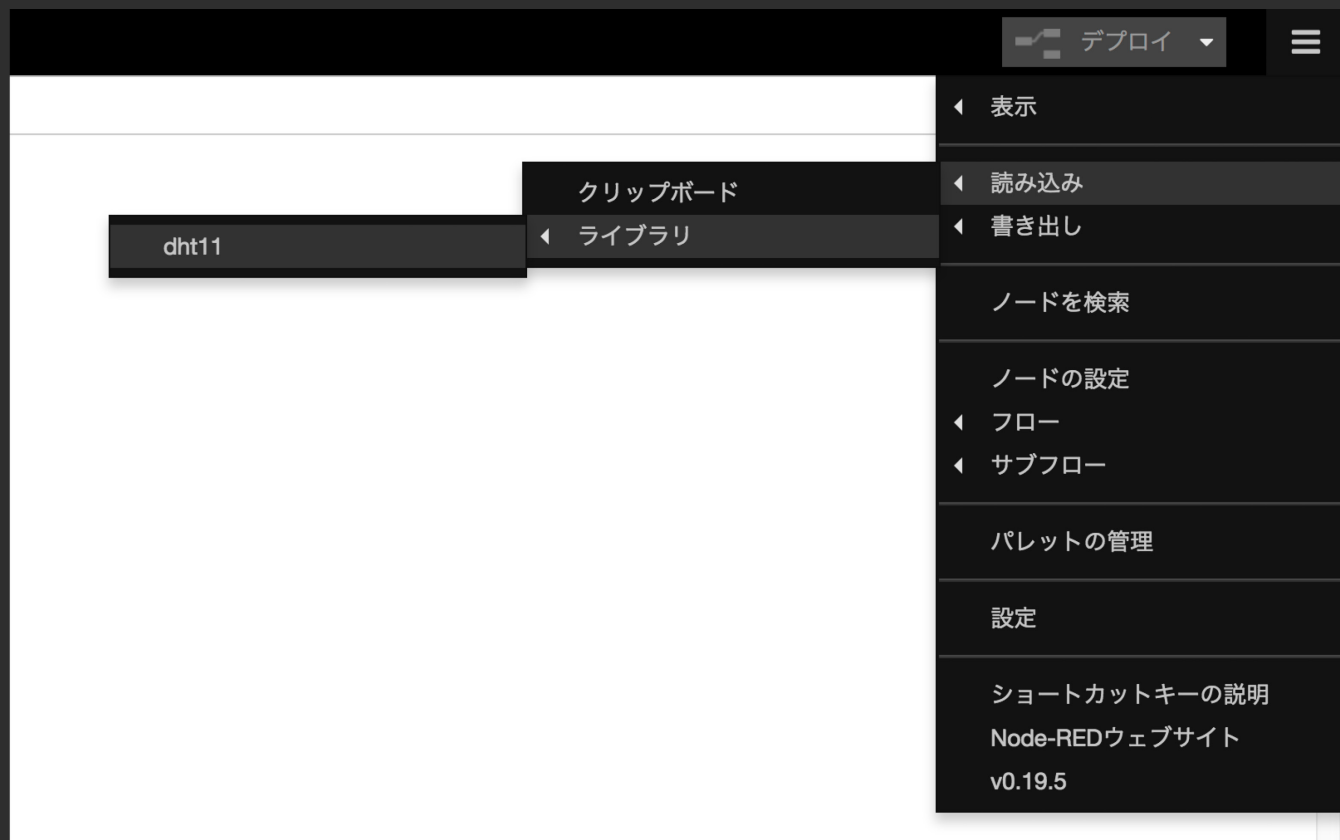 デプロイ
表示
クリップボード
読み込み
dht11
ライブラリ
書き出し
ノードを検索
ノードの設定
フロー
サブフロー
パレットの管理
設定
ショートカットキーの説明
Node-REDウェブサイト
v0.19.5